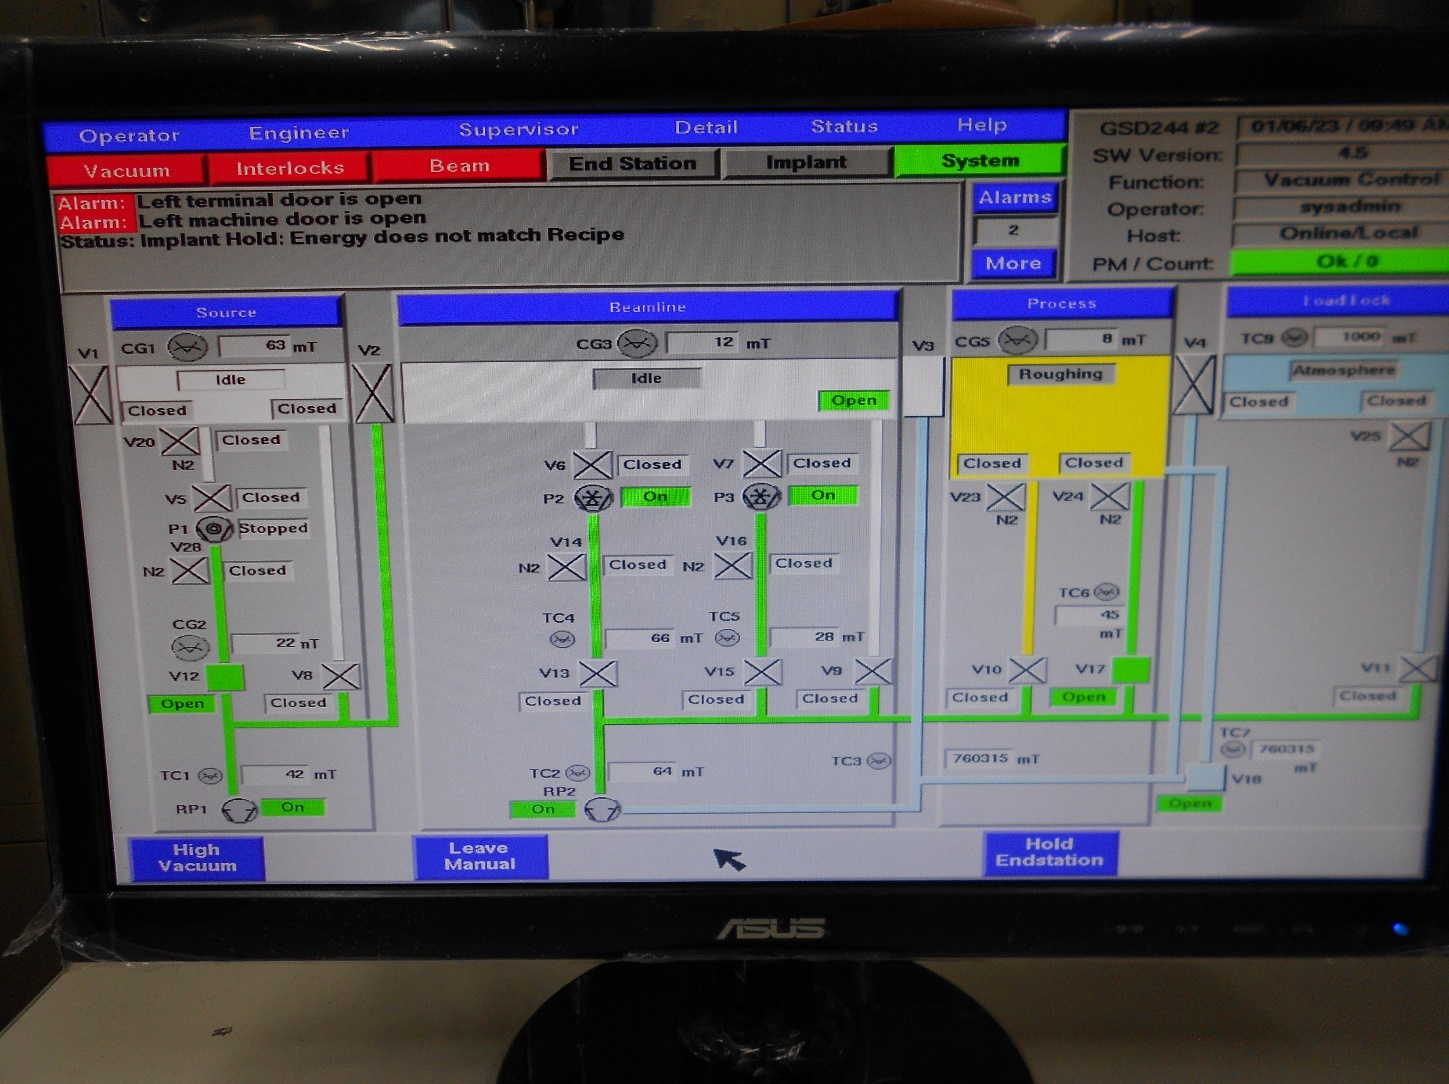 Operator Engineer Supervisor Detail Status Help
Vacuum Interlocks Beam End Station Implant System
GSD244 #2 01/06/23 / 09:49 AM
SW Version: 4.5
Function: Vacuum Control
Operator: sysadmin
Host: Online/Local
PM / Count: Ok / 0
Alarm: Left terminal door is open
Alarm: Left machine door is open
Status: Implant Hold: Energy does not match Recipe
Alarms
2
More
Source Beamline Process Load Lock
V1 CG1 63 mT V2 CG3 12 mT V3 CG5 8 mT V4 TC9 1000 mT
Idle Idle Roughing Atmosphere
Closed Closed Open Closed Closed
V20 Closed V25
N2 N2
V6 Closed V7 Closed Closed Closed
V5 Closed P2 On P3 On V23 V24
N2 N2
P1 Stopped
V28
N2 Closed
V14 V16
N2 Closed N2 Closed
CG2 22 nT
TC4 66 mT TC5 28 mT
TC6
45
mT
V12 V8 V13 V15 V9 V10 V17 V11
Open Closed Closed Closed Closed Closed Open Closed
TC1 42 mT TC2 64 mT TC3 760315 mT TC7 760315
mT
V18
RP1 On RP2 On Open
High
Vacuum
Leave
Manual
Hold
Endstation
ASUS